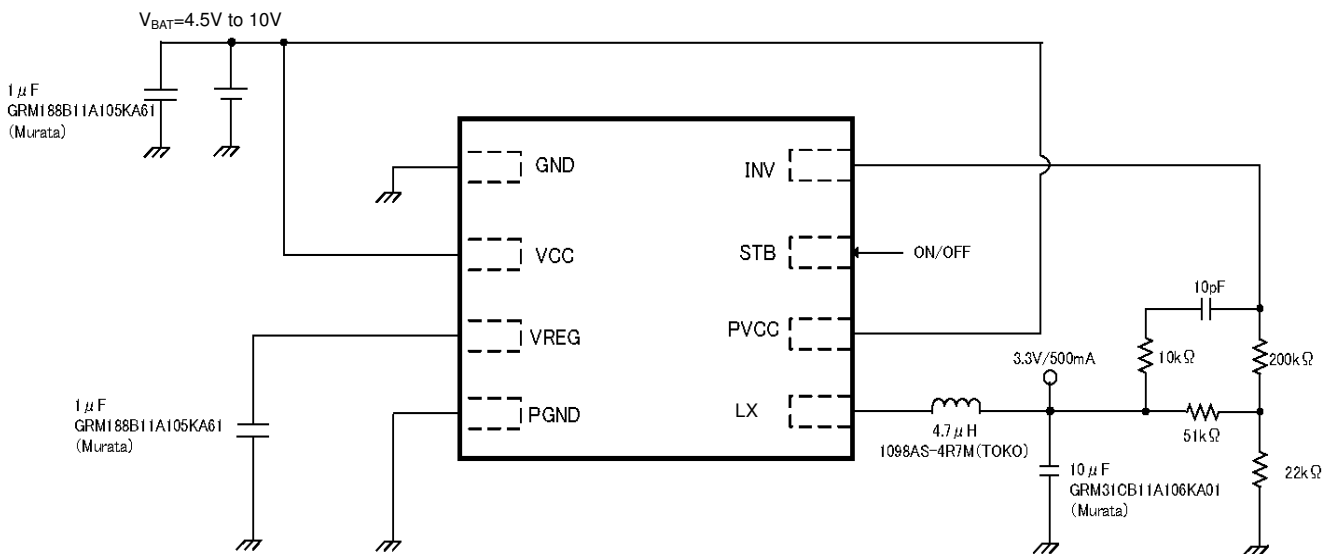 VBAT=4.5V to 10V
1μF
GRM188B11A105KA61
(Murata)
GND
VCC
VREG
PGND
INV
STB
PVCC
LX
ON/OFF
1μF
GRM188B11A105KA61
(Murata)
3.3V/500mA
4.7μH
1098AS-4R7M(TOKO)
10μF
GRM31CB11A106KA01
(Murata)
10pF
10kΩ
200kΩ
51kΩ
22kΩ